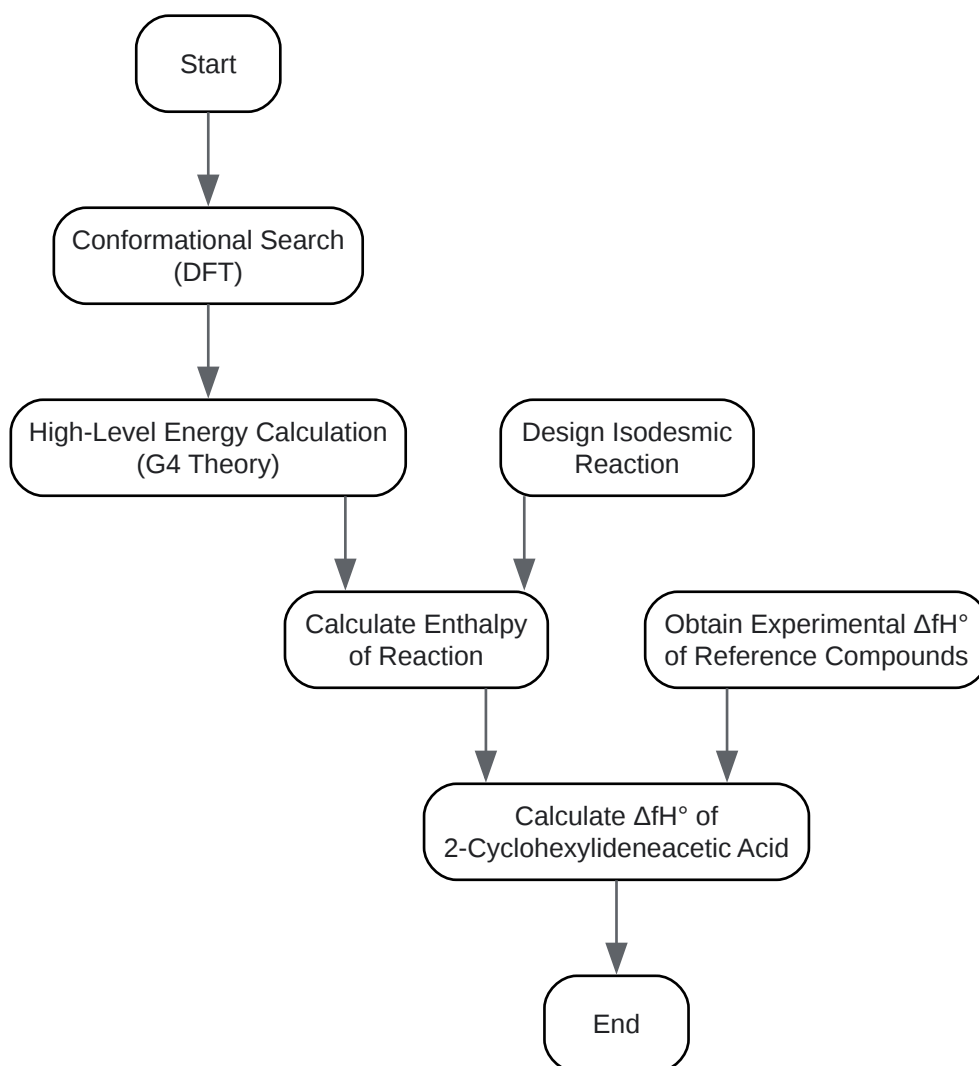 Start
Conformational Search
(DFT)
High-Level Energy Calculation
(G4 Theory)
Design Isodesmic
Reaction
Calculate Enthalpy
of Reaction
Obtain Experimental ΔfH°
of Reference Compounds
Calculate ΔfH° of
2-Cyclohexylideneacetic Acid
End